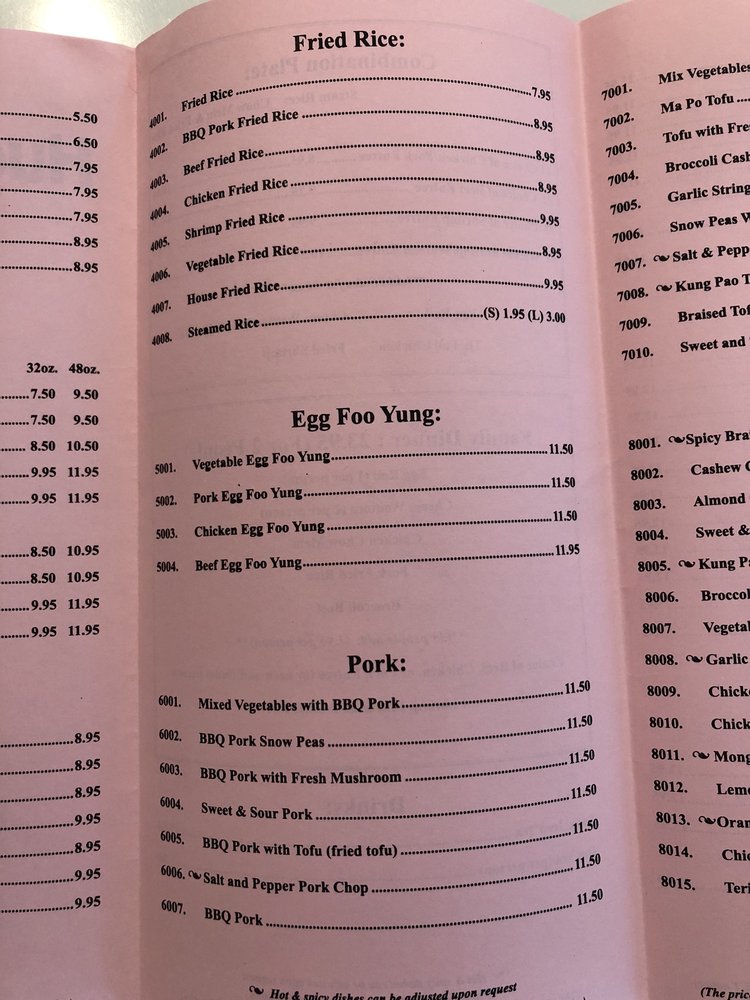 .....5.50
.....6.50
.....7.95
.....7.95
.....7.95
.....8.95
.....8.95
32oz. 48oz.
.....7.50 9.50
.....7.50 9.50
..... 8.50 10.50
.....9.95 11.95
.....9.95 11.95
.....8.50 10.95
.....8.50 10.95
.....9.95 11.95
.....9.95 11.95
.....8.95
.....8.95
.....8.95
.....9.95
.....8.95
.....9.95
.....9.95
Fried Rice:
4001. Fried Rice.....7.95
4002. BBQ Pork Fried Rice.....8.95
4003. Beef Fried Rice.....8.95
4004. Chicken Fried Rice.....8.95
4005. Shrimp Fried Rice.....9.95
4006. Vegetable Fried Rice.....8.95
4007. House Fried Rice.....9.95
4008. Steamed Rice.....(S) 1.95 (L) 3.00
Egg Foo Yung:
5001. Vegetable Egg Foo Yung.....11.50
5002. Pork Egg Foo Yung.....11.50
5003. Chicken Egg Foo Yung.....11.50
5004. Beef Egg Foo Yung.....11.95
Pork:
6001. Mixed Vegetables with BBQ Pork.....11.50
6002. BBQ Pork Snow Peas.....11.50
6003. BBQ Pork with Fresh Mushroom.....11.50
6004. Sweet & Sour Pork.....11.50
6005. BBQ Pork with Tofu (fried tofu).....11.50
6006. Salt and Pepper Pork Chop.....11.50
6007. BBQ Pork.....11.50
Hot & spicy dishes can be adjusted upon request
7001. Mix Vegetables
7002. Ma Po Tofu.....
7003. Tofu with Fres
7004. Broccoli Cash
7005. Garlic String
7006. Snow Peas W
7007. Salt & Pepp
7008. Kung Pao T
7009. Braised Tof
7010. Sweet and
8001. Spicy Bra
8002. Cashew C
8003. Almond
8004. Sweet &
8005. Kung Pa
8006. Broccol
8007. Vegetal
8008. Garlic
8009. Chick
8010. Chick
8011. Mong
8012. Lemo
8013. Oran
8014. Chi
8015. Teri
(The pric